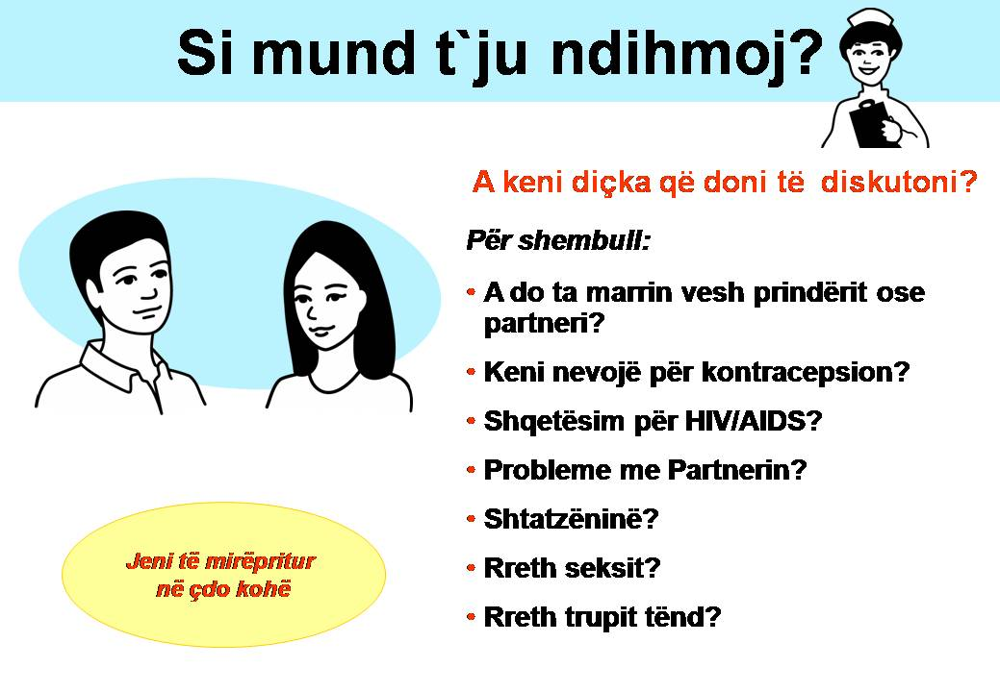 Si mund t`ju ndihmoj?
A keni diçka që doni të diskutoni?
Për shembull:
• A do ta marrin vesh prindërit ose
partneri?
• Keni nevojë për kontracepsion?
• Shqetësim për HIV/AIDS?
• Probleme me Partnerin?
• Shtatzëninë?
• Rreth seksit?
• Rreth trupit tënd?
Jeni të mirëpritur
në çdo kohë